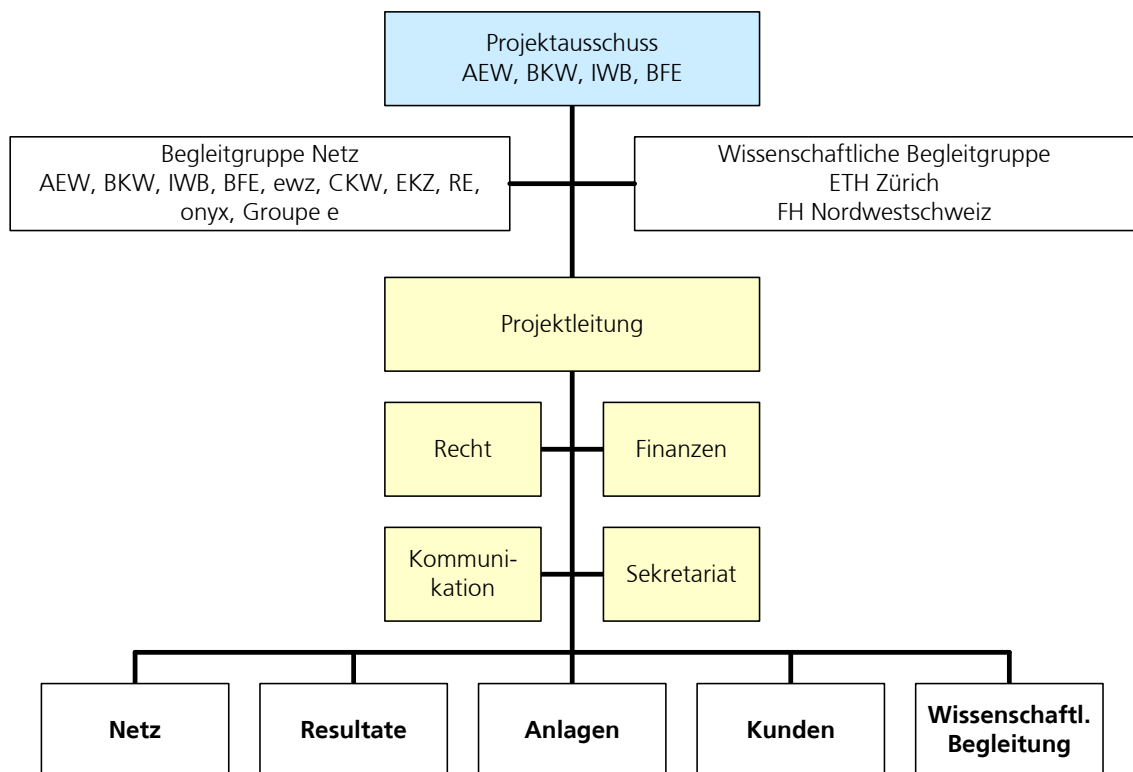 Projektausschuss
AEW, BKW, IWB, BFE
Begleitgruppe Netz
AEW, BKW, IWB, BFE, ewz, CKW, EKZ, RE,
onyx, Groupe e
Wissenschaftliche Begleitgruppe
ETH Zürich
FH Nordwestschweiz
Projektleitung
Recht
Finanzen
Kommuni-
kation
Sekretariat
Netz
Resultate
Anlagen
Kunden
Wissenschaftl.
Begleitung